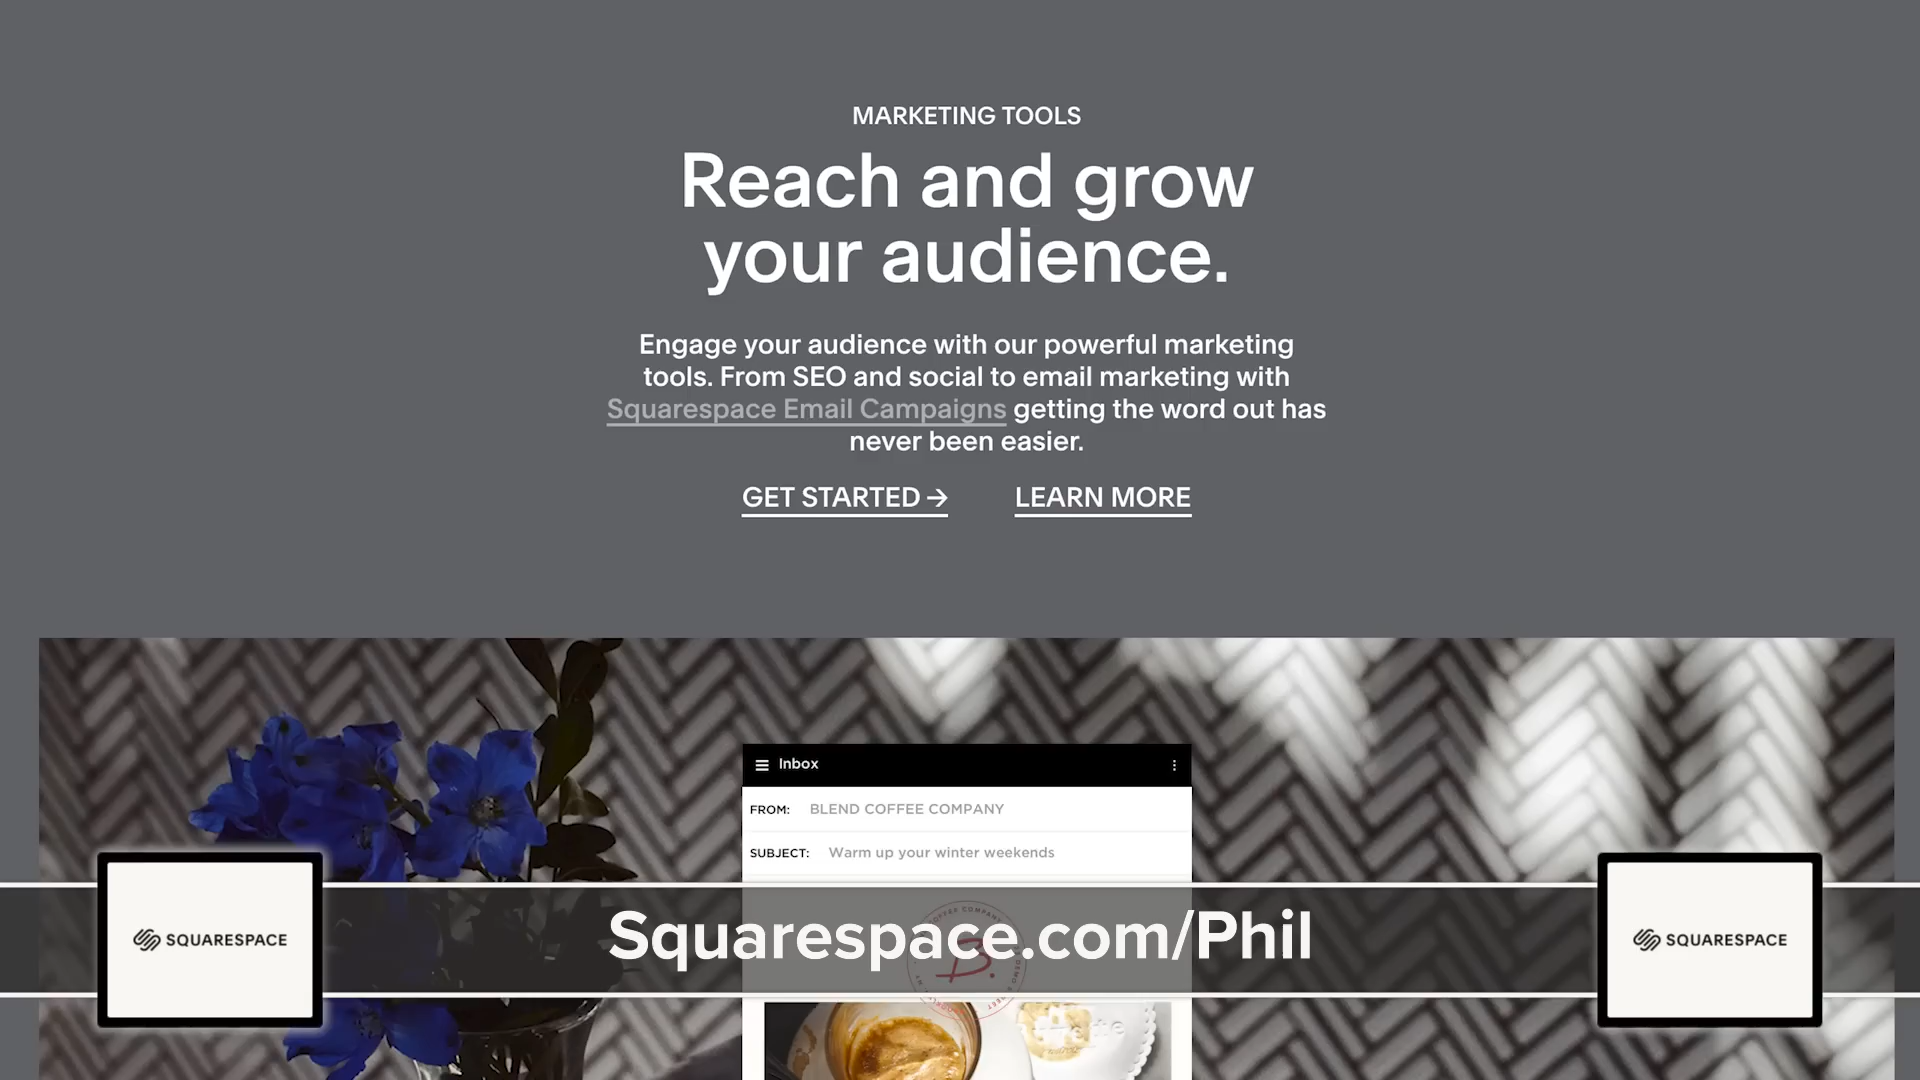 MARKETING TOOLS
Reach and grow
your audience.
Engage your audience with our powerful marketing
tools. From SEO and social to email marketing with
Squarespace Email Campaigns getting the word out has
never been easier.
GET STARTED → LEARN MORE
Inbox
FROM: BLEND COFFEE COMPANY
SUBJECT: Warm up your winter weekends
SQUARESPACE
Squarespace.com/Phil
SQUARESPACE
B.